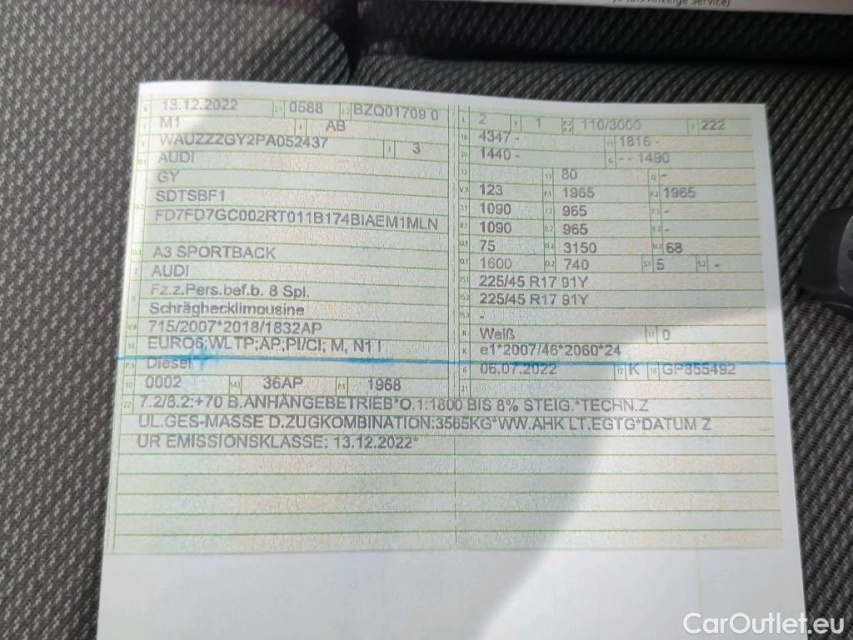 13.12.2022 0588 BZQ01709 0
M1 AB
WAUZZZGY2PA052437 3
AUDI
GY
SDTSBF1
FD7FD7GC002RT011B174BIAEM1MLN
A3 SPORTBACK
AUDI
Fz.z.Pers.bef.b. 8 Spl.
Schräghecklimousine
715/2007*2018/1832AP
EURO6;WLTP;AP;PI/CI; M, N1 I
Diesel
0002 36AP 1968
2 1 110/3000 222
4347 - 1816 -
1440 - - - 1490
80 -
123 1965 1965
1090 965 -
1090 965 -
75 3150 68
1600 740 5 -
225/45 R17 91Y
225/45 R17 91Y
-
Weiß 0
e1*2007/46*2060*24
06.07.2022 K GP855492
7.2/8.2:+70 B.ANHÄNGEBETRIEB*O.1:1800 BIS 8% STEIG.*TECHN.Z
UL.GES-MASSE D.ZUGKOMBINATION:3565KG*WW.AHK LT.EGTG*DATUM Z
UR EMISSIONSKLASSE: 13.12.2022*
CarOutlet.eu